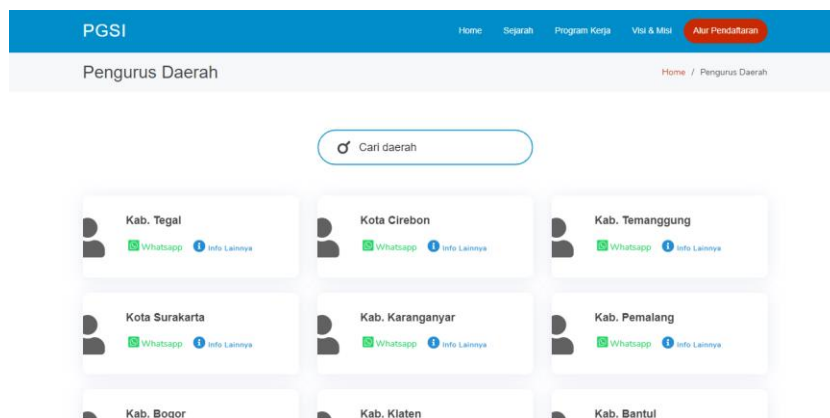 PGSI
Home Sejarah Program Kerja Visi & Misi Alur Pendaftaran
Pengurus Daerah
Home / Pengurus Daerah
Cari daerah
Kab. Tegal
Whatsapp Info Lainnya
Kota Cirebon
Whatsapp Info Lainnya
Kab. Temanggung
Whatsapp Info Lainnya
Kota Surakarta
Whatsapp Info Lainnya
Kab. Karanganyar
Whatsapp Info Lainnya
Kab. Pemalang
Whatsapp Info Lainnya
Kab. Bogor
Kab. Klaten
Kab. Bantul